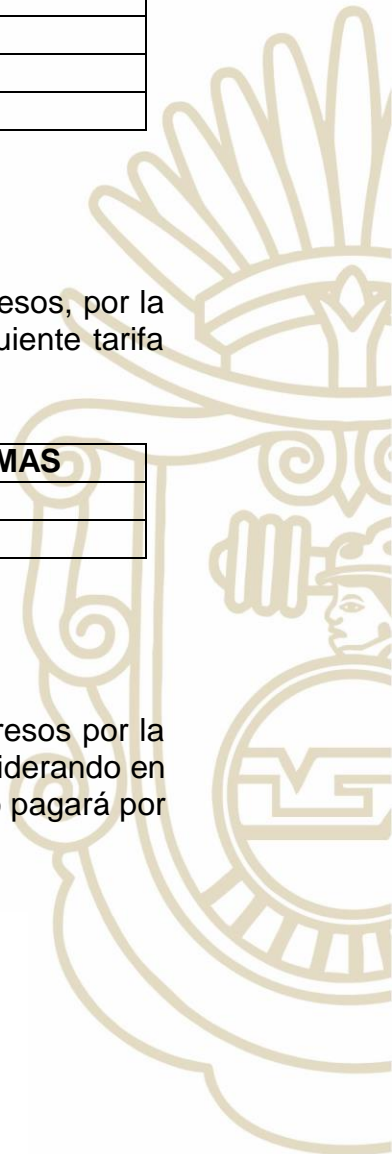 esos, por la
uiente tarifa
MAS
resos por la
iderando en
o pagará por